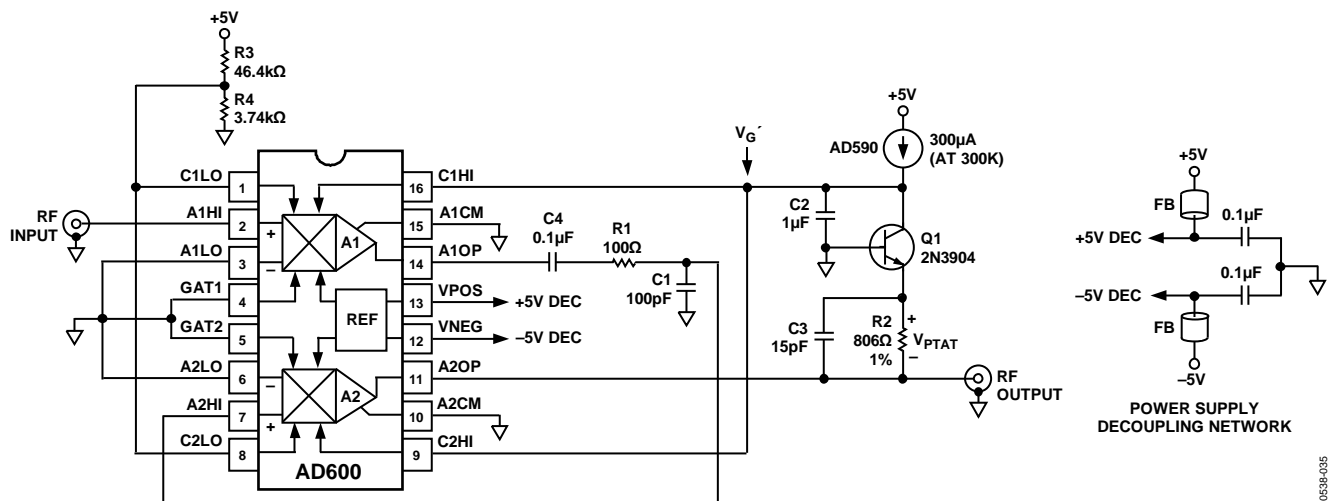 +5V
R3
46.4kΩ
R4
3.74kΩ
C1LO
1
A1HI
2
RF
INPUT
+
A1LO
3
–
GAT1
4
GAT2
5
A2LO
6
–
A2HI
7
+
C2LO
8
A1
REF
A2
AD600
C1HI
16
A1CM
15
A1OP
14
VPOS
13
+5V DEC
VNEG
12
–5V DEC
A2OP
11
A2CM
10
C2HI
9
C4
0.1µF
R1
100Ω
C1
100pF
VG´
+5V
AD590
300µA
(AT 300K)
C2
1µF
Q1
2N3904
C3
15pF
R2
806Ω
1%
+
VPTAT
–
RF
OUTPUT
+5V
FB
0.1µF
+5V DEC
0.1µF
–5V DEC
FB
–5V
POWER SUPPLY
DECOUPLING NETWORK
0538-035